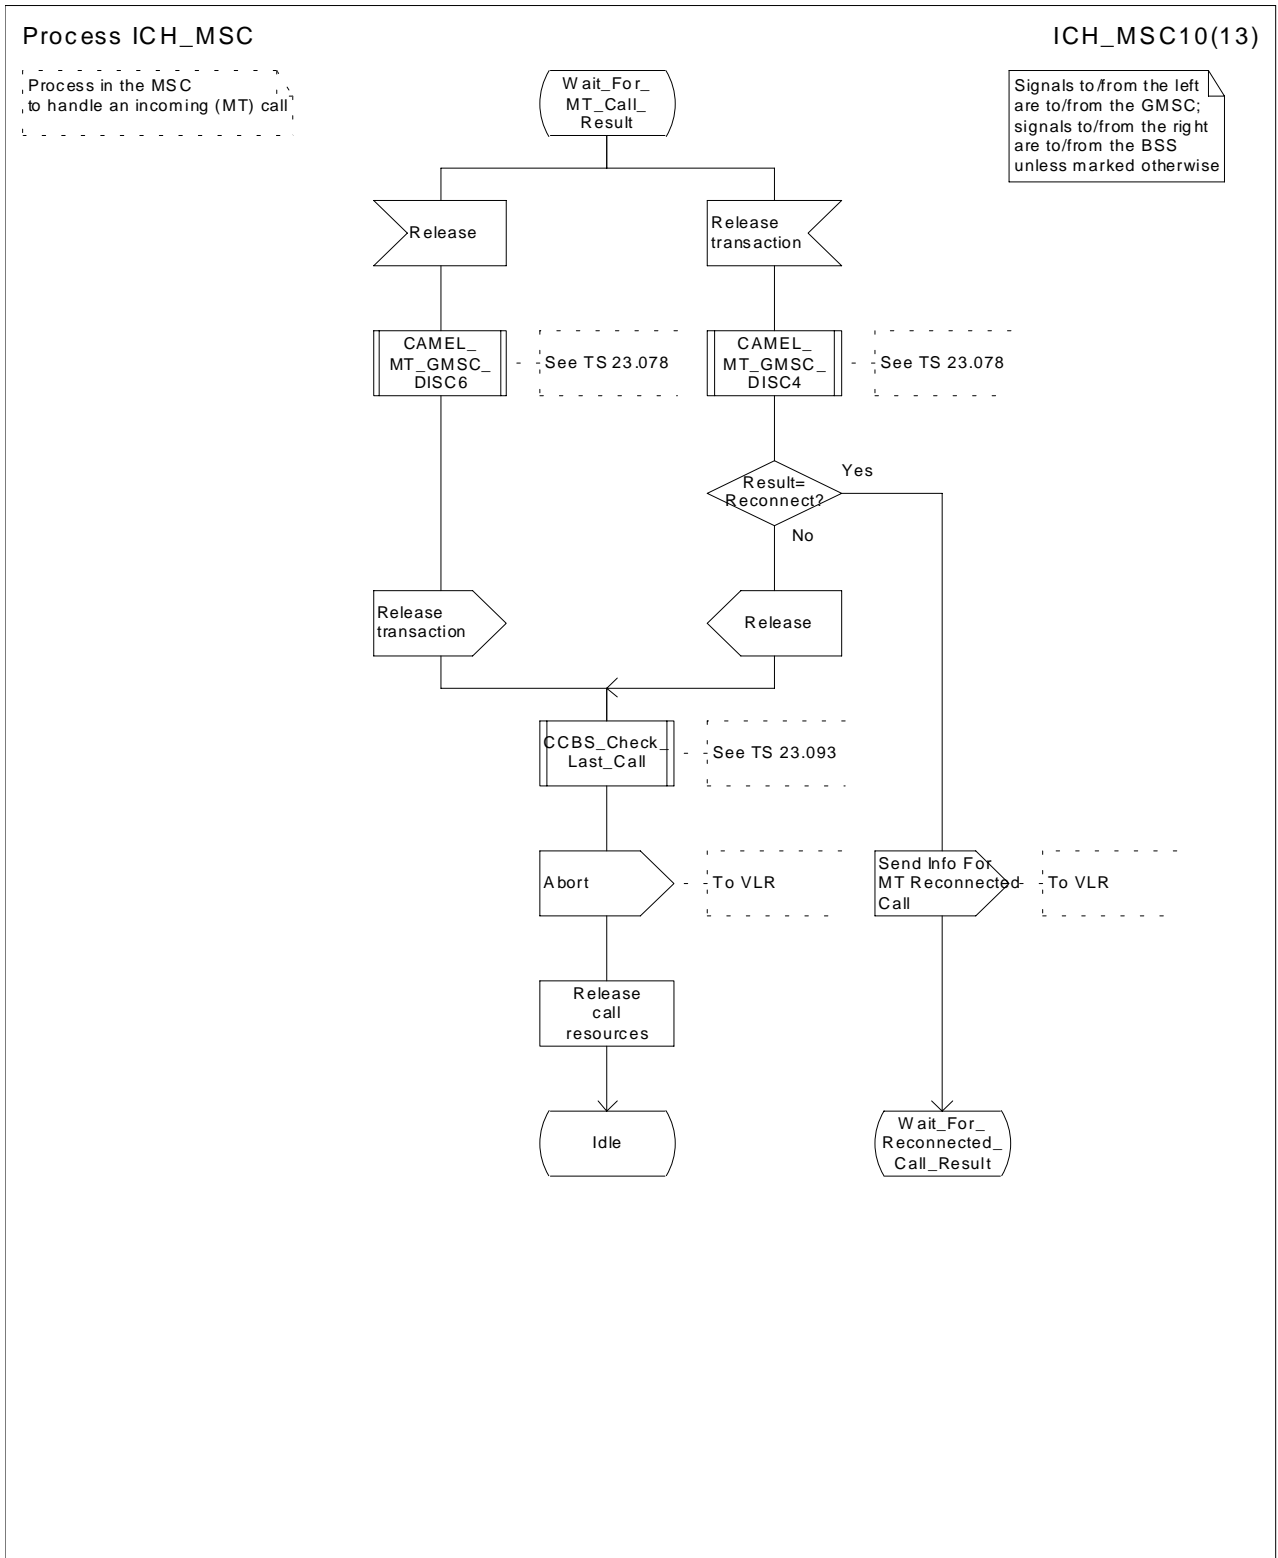 Process ICH_MSC
ICH_MSC10(13)
Process in the MSC
to handle an incoming (MT) call
Wait_For_
MT_Call_
Result
Signals to/from the left
are to/from the GMSC;
signals to/from the right
are to/from the BSS
unless marked otherwise
Release
Release
transaction
CAMEL_
MT_GMSC_
DISC6
See TS 23.078
CAMEL_
MT_GMSC_
DISC4
See TS 23.078
Result=
Reconnect?
Yes
No
Release
transaction
Release
CCBS_Check_
Last_Call
See TS 23.093
Abort
To VLR
Send Info For
MT Reconnected
Call
To VLR
Release
call
resources
Idle
Wait_For_
Reconnected_
Call_Result